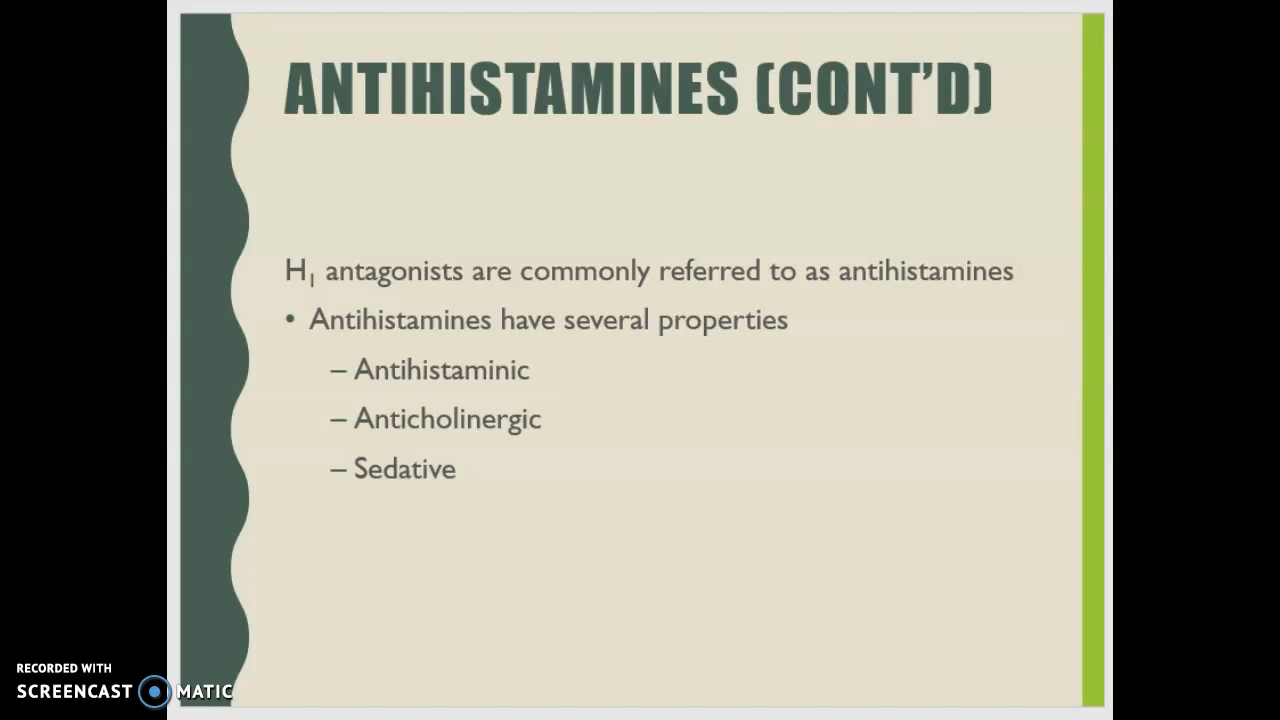 ANTIHISTAMINES (CONT’D)
H₁ antagonists are commonly referred to as antihistamines
• Antihistamines have several properties
– Antihistaminic
– Anticholinergic
– Sedative
RECORDED WITH
SCREENCAST MATIC